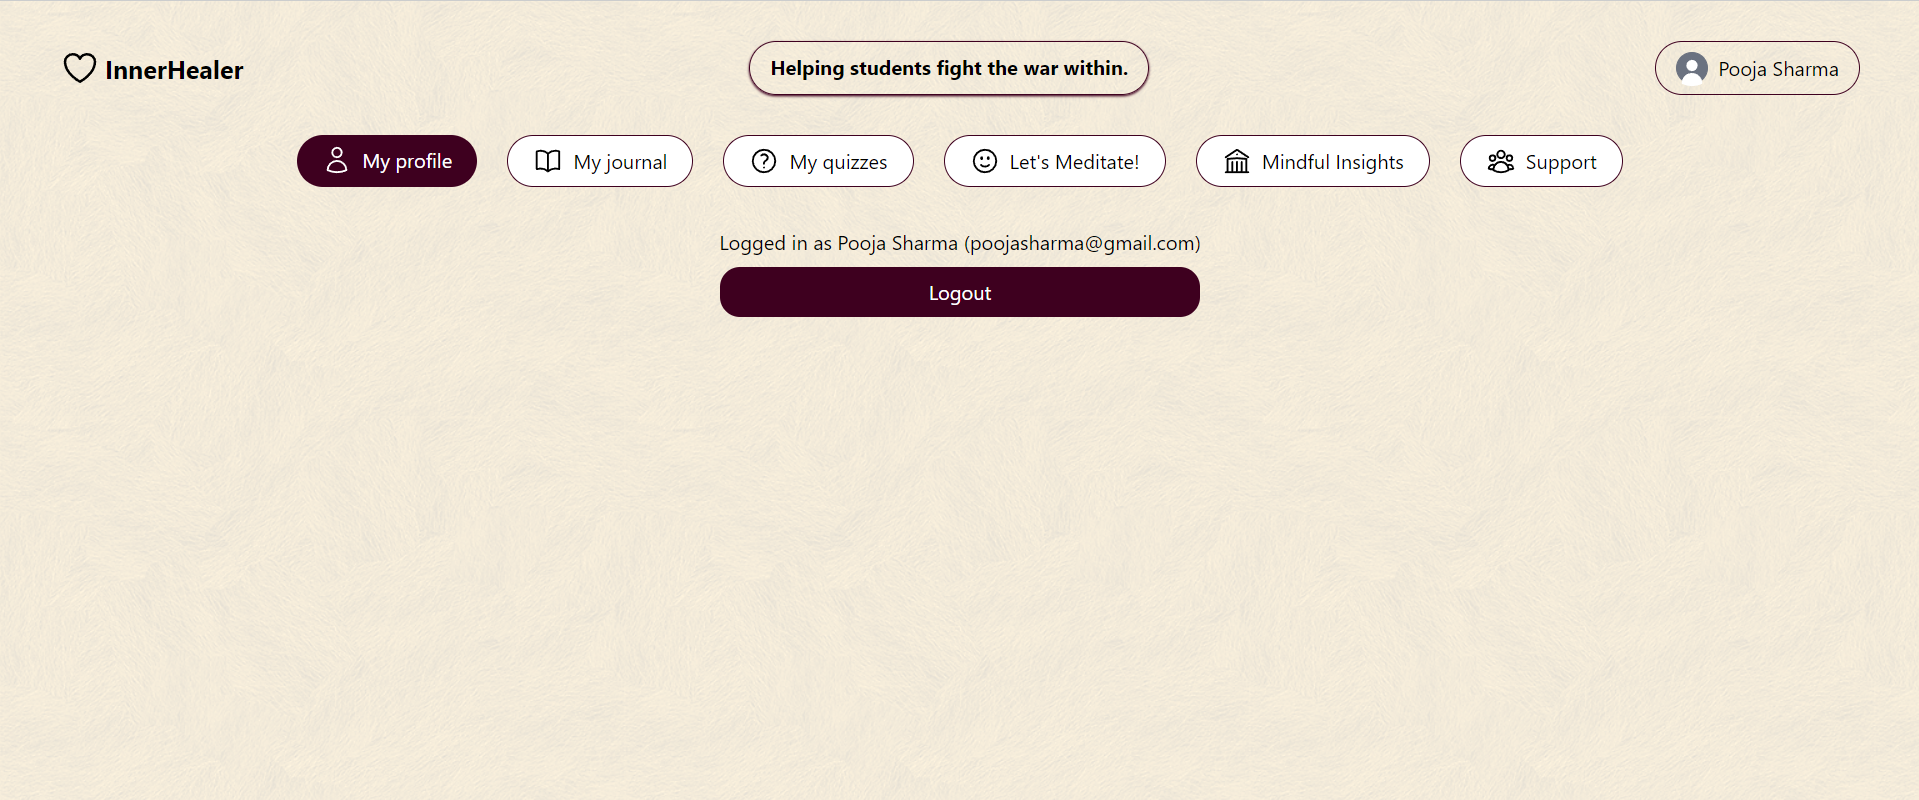 InnerHealer
Helping students fight the war within.
Pooja Sharma
My profile
My journal
My quizzes
Let's Meditate!
Mindful Insights
Support
Logged in as Pooja Sharma (poojasharma@gmail.com)
Logout